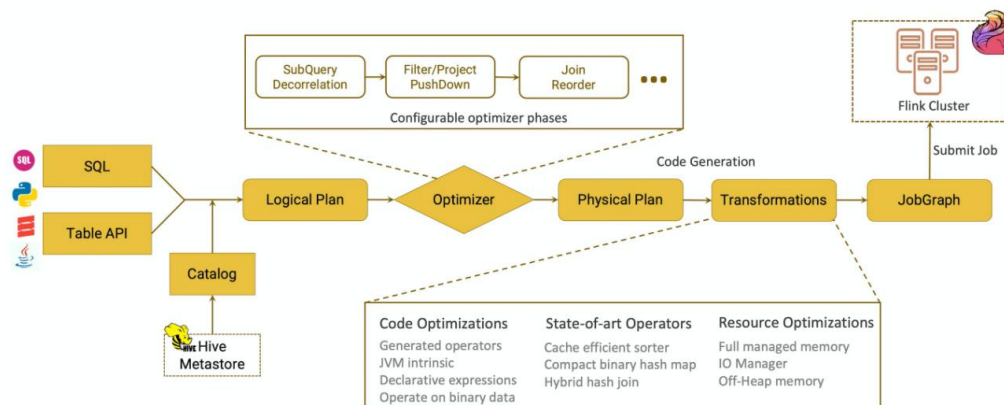 SubQuery
Decorrelation
Filter/Project
PushDown
Join
Reorder
Configurable optimizer phases
Flink Cluster
Submit Job
Code Generation
SQL
SQL
Table API
Logical Plan
Optimizer
Physical Plan
Transformations
JobGraph
Catalog
HIVE
Hive
Metastore
Code Optimizations
Generated operators
JVM intrinsic
Declarative expressions
Operate on binary data
State-of-art Operators
Cache efficient sorter
Compact binary hash map
Hybrid hash join
Resource Optimizations
Full managed memory
IO Manager
Off-Heap memory